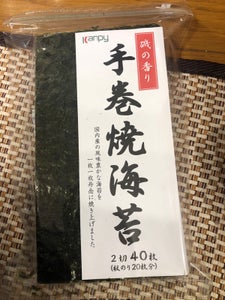 Kanpy
磯の香り
手巻焼海苔
国内産の風味豊かな海苔を
一枚一枚丹念に焼き上げました。
2切40枚
(板のり20枚分)